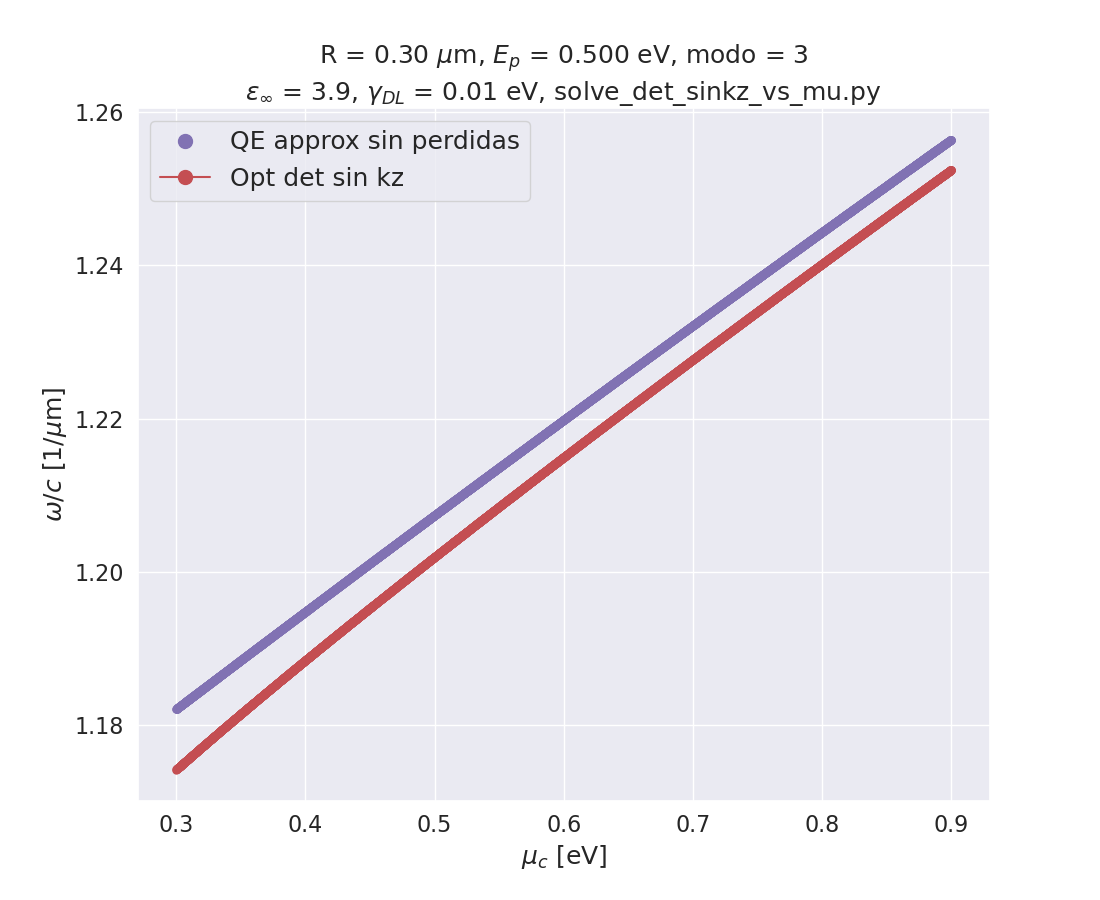 R = 0.30 μm, E_p = 0.500 eV, modo = 3
ε_∞ = 3.9, γ_DL = 0.01 eV, solve_det_sinkz_vs_mu.py
QE approx sin perdidas
Opt det sin kz
1.26
1.24
1.22
1.20
1.18
ω/c [1/μm]
0.3 0.4 0.5 0.6 0.7 0.8 0.9
μ_c [eV]